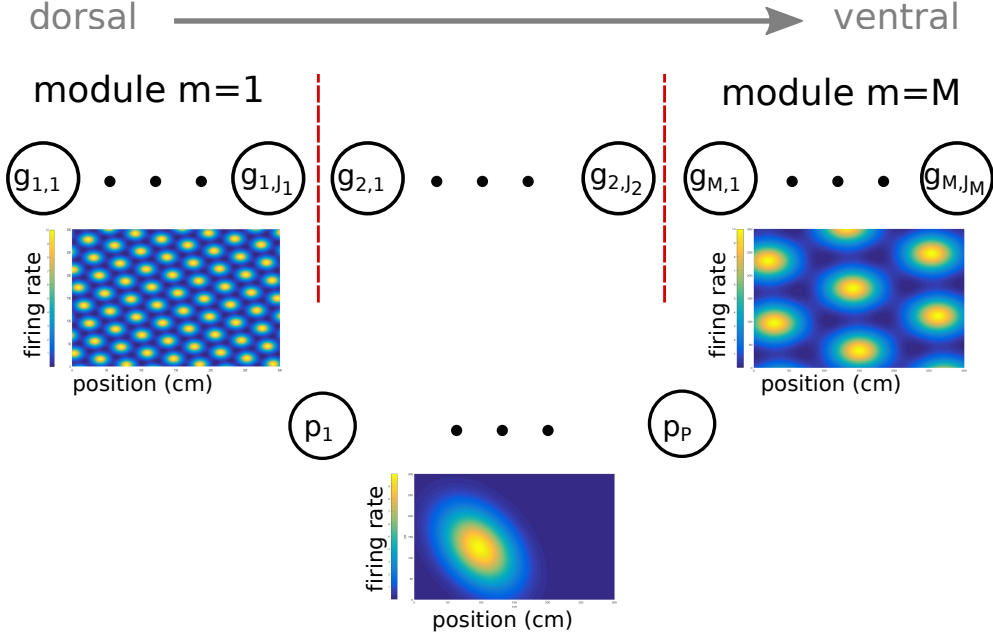 dorsal ventral
module m=1 module m=M
g1,1 g1,J1 g2,1 g2,J2 gM,1 gM,JM
firing rate
position (cm)
firing rate
position (cm)
p1 pP
firing rate
position (cm)